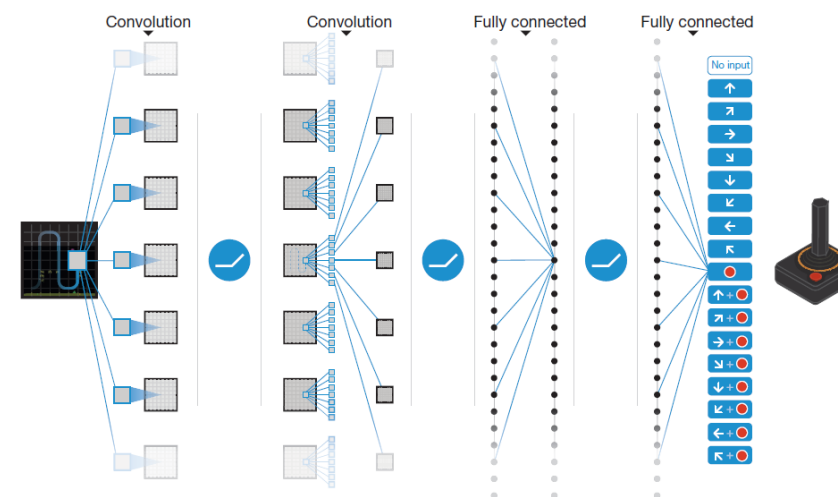 Convolution
Convolution
Fully connected
Fully connected
No input
+
+
+
+
+
+
+
+